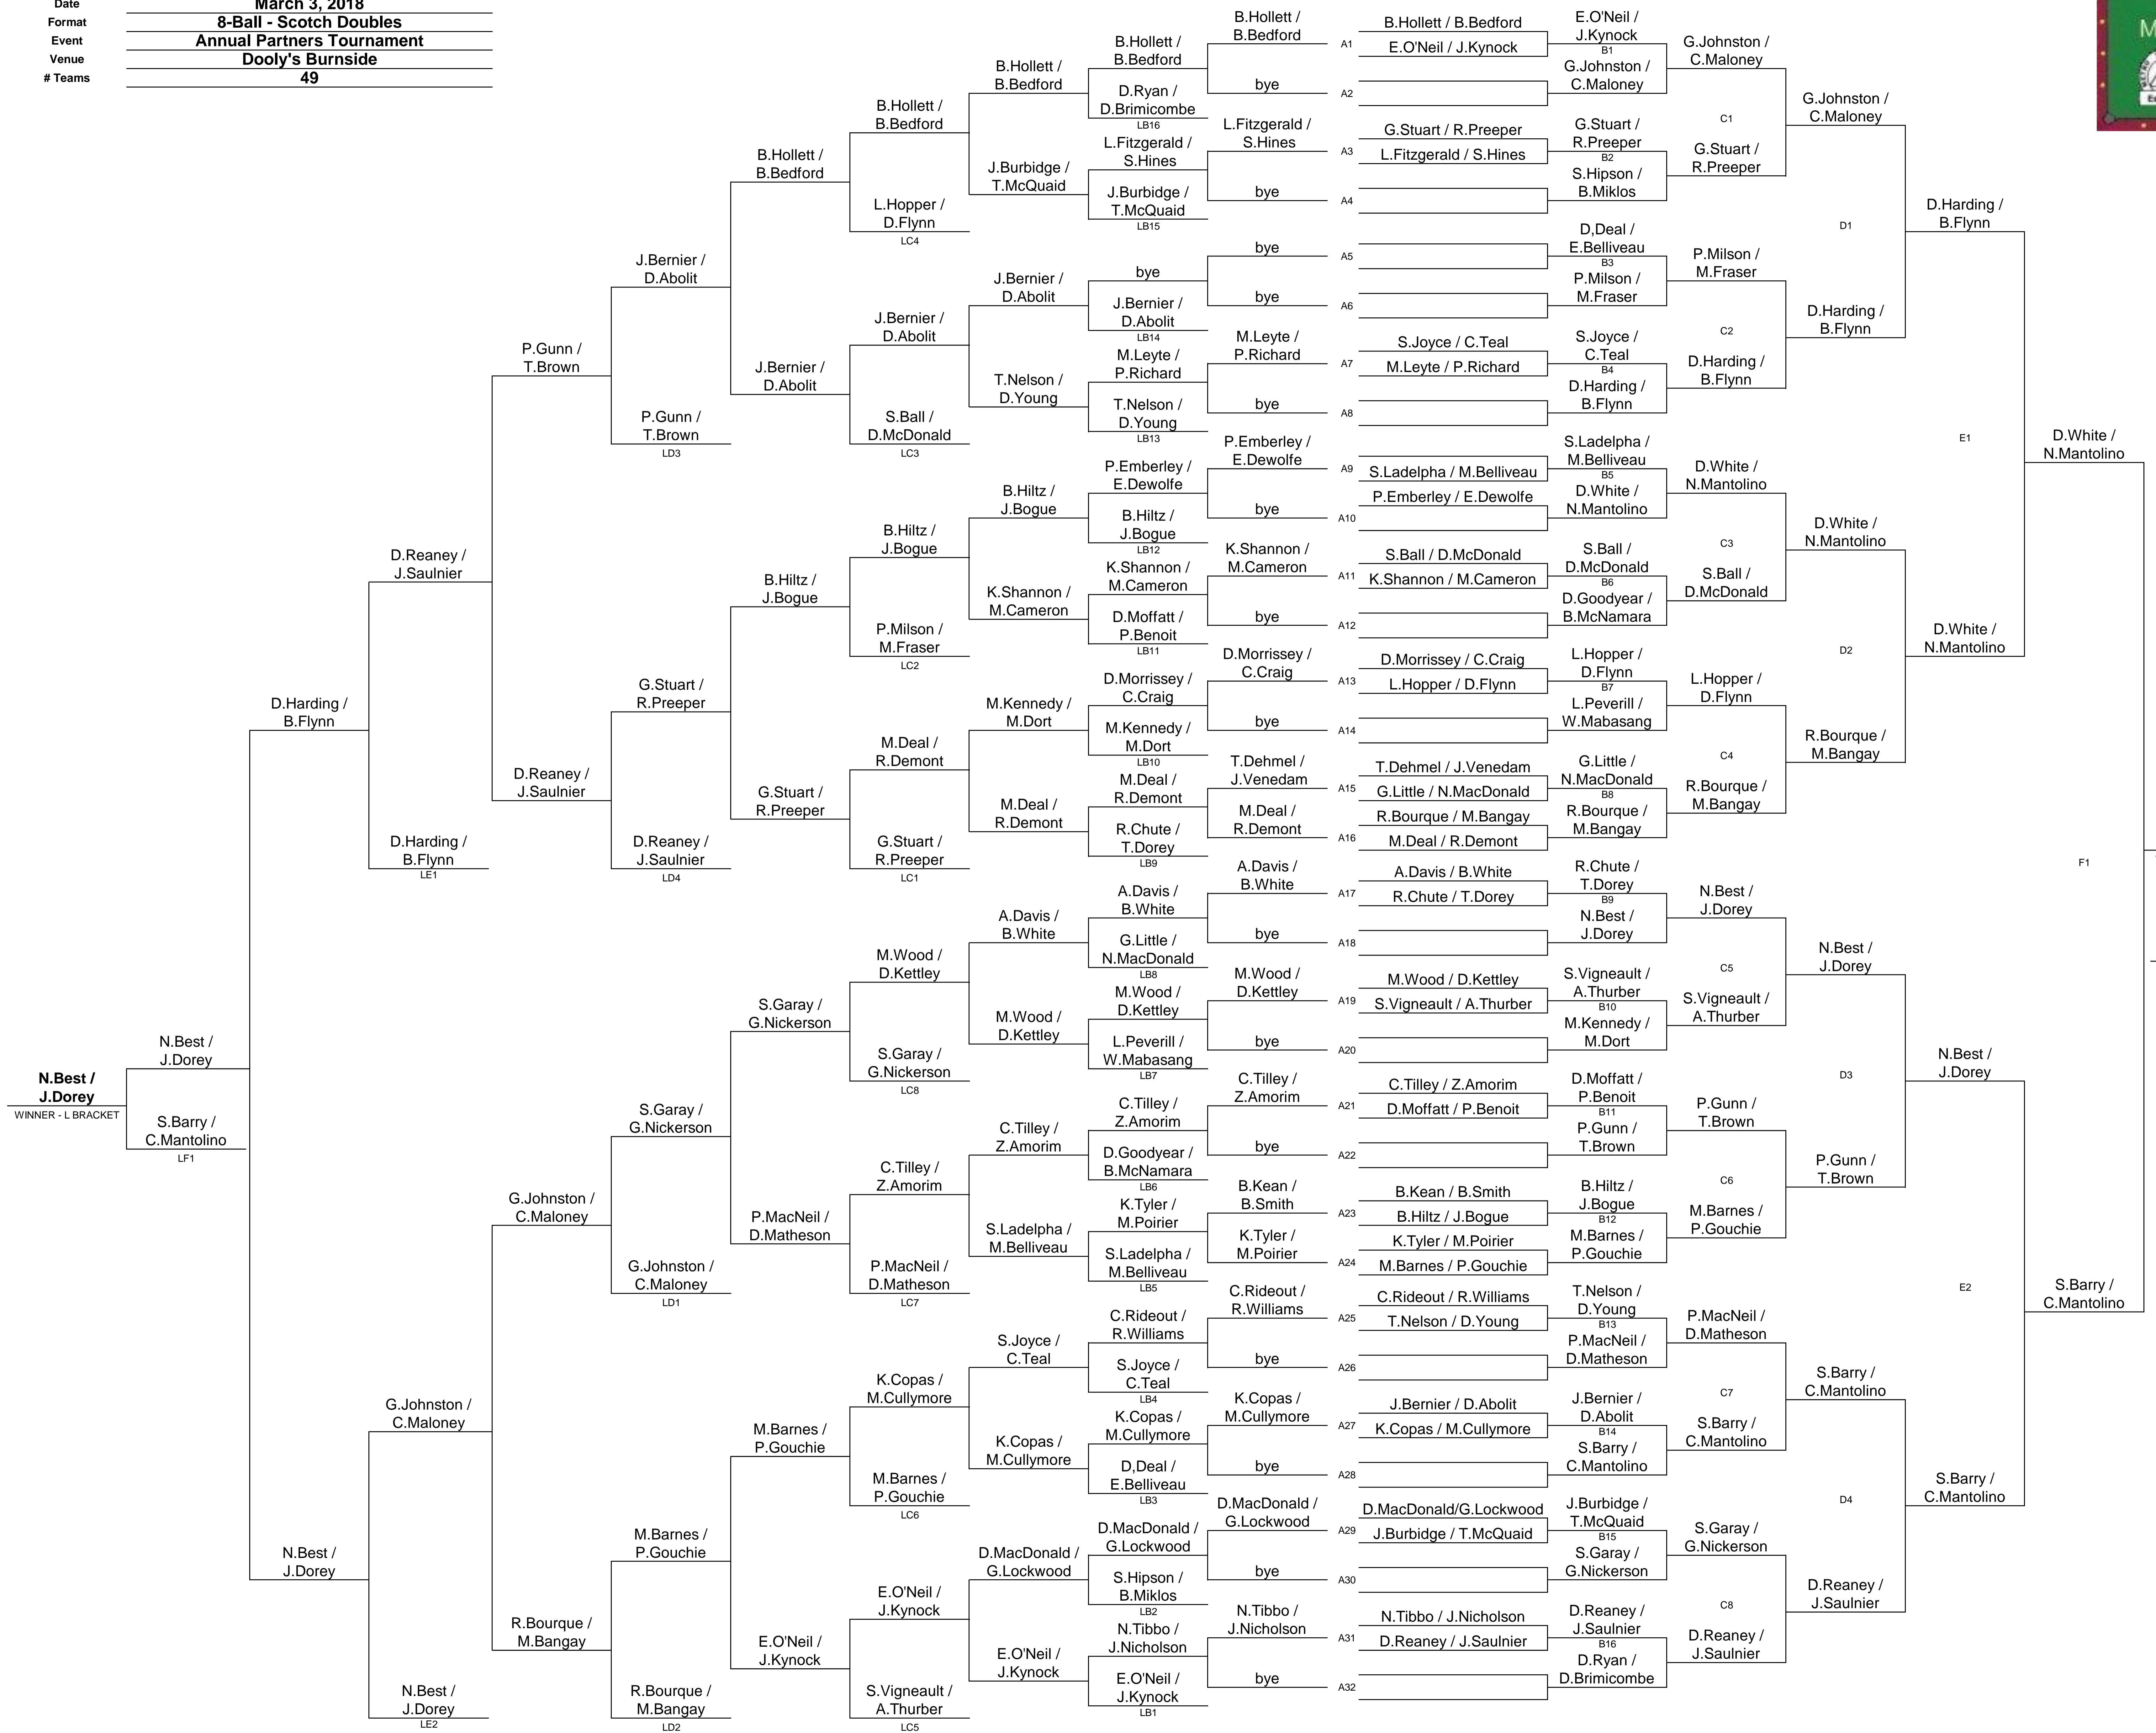 Date March 3, 2018
Format 8-Ball - Scotch Doubles
Event Annual Partners Tournament
Venue Dooly's Burnside
# Teams 49
N.Best /
J.Dorey
WINNER - L BRACKET
N.Best /
J.Dorey
S.Barry /
C.Mantolino
LF1
D.Harding /
B.Flynn
N.Best /
J.Dorey
D.Reaney /
J.Saulnier
D.Harding /
B.Flynn
LE1
G.Johnston /
C.Maloney
N.Best /
J.Dorey
LE2
P.Gunn /
T.Brown
D.Reaney /
J.Saulnier
G.Johnston /
C.Maloney
R.Bourque /
M.Bangay
J.Bernier /
D.Abolit
P.Gunn /
T.Brown
LD3
G.Stuart /
R.Preeper
D.Reaney /
J.Saulnier
LD4
S.Garay /
G.Nickerson
G.Johnston /
C.Maloney
LD1
M.Barnes /
P.Gouchie
R.Bourque /
M.Bangay
LD2
B.Hollett /
B.Bedford
J.Bernier /
D.Abolit
B.Hiltz /
J.Bogue
G.Stuart /
R.Preeper
S.Garay /
G.Nickerson
P.MacNeil /
D.Matheson
M.Barnes /
P.Gouchie
E.O'Neil /
J.Kynock
B.Hollett /
B.Bedford
L.Hopper /
D.Flynn
LC4
J.Bernier /
D.Abolit
S.Ball /
D.McDonald
LC3
B.Hiltz /
J.Bogue
P.Milson /
M.Fraser
LC2
M.Deal /
R.Demont
G.Stuart /
R.Preeper
LC1
M.Wood /
D.Kettley
S.Garay /
G.Nickerson
LC8
C.Tilley /
Z.Amorim
P.MacNeil /
D.Matheson
LC7
K.Copas /
M.Cullymore
M.Barnes /
P.Gouchie
LC6
E.O'Neil /
J.Kynock
S.Vigneault /
A.Thurber
LC5
B.Hollett /
B.Bedford
J.Burbidge /
T.McQuaid
J.Bernier /
D.Abolit
T.Nelson /
D.Young
B.Hiltz /
J.Bogue
K.Shannon /
M.Cameron
M.Kennedy /
M.Dort
M.Deal /
R.Demont
A.Davis /
B.White
M.Wood /
D.Kettley
C.Tilley /
Z.Amorim
S.Ladelpha /
M.Belliveau
S.Joyce /
C.Teal
K.Copas /
M.Cullymore
D.MacDonald /
G.Lockwood
E.O'Neil /
J.Kynock
B.Hollett /
B.Bedford
D.Ryan /
D.Brimicombe
LB16
L.Fitzgerald /
S.Hines
J.Burbidge /
T.McQuaid
LB15
bye
J.Bernier /
D.Abolit
LB14
M.Leyte /
P.Richard
T.Nelson /
D.Young
LB13
P.Emberley /
E.Dewolfe
B.Hiltz /
J.Bogue
LB12
K.Shannon /
M.Cameron
D.Moffatt /
P.Benoit
LB11
D.Morrissey /
C.Craig
M.Kennedy /
M.Dort
LB10
M.Deal /
R.Demont
R.Chute /
T.Dorey
LB9
A.Davis /
B.White
G.Little /
N.MacDonald
LB8
M.Wood /
D.Kettley
L.Peverill /
W.Mabasang
LB7
C.Tilley /
Z.Amorim
D.Goodyear /
B.McNamara
LB6
K.Tyler /
M.Poirier
S.Ladelpha /
M.Belliveau
LB5
C.Rideout /
R.Williams
S.Joyce /
C.Teal
LB4
K.Copas /
M.Cullymore
D,Deal /
E.Belliveau
LB3
D.MacDonald /
G.Lockwood
S.Hipson /
B.Miklos
LB2
N.Tibbo /
J.Nicholson
E.O'Neil /
J.Kynock
LB1
B.Hollett /
B.Bedford
bye
L.Fitzgerald /
S.Hines
bye
bye
bye
M.Leyte /
P.Richard
bye
P.Emberley /
E.Dewolfe
bye
K.Shannon /
M.Cameron
bye
D.Morrissey /
C.Craig
bye
T.Dehmel /
J.Venedam
M.Deal /
R.Demont
A.Davis /
B.White
bye
M.Wood /
D.Kettley
bye
C.Tilley /
Z.Amorim
bye
B.Kean /
B.Smith
K.Tyler /
M.Poirier
C.Rideout /
R.Williams
bye
K.Copas /
M.Cullymore
bye
D.MacDonald /
G.Lockwood
bye
N.Tibbo /
J.Nicholson
bye
A1
A2
A3
A4
A5
A6
A7
A8
A9
A10
A11
A12
A13
A14
A15
A16
A17
A18
A19
A20
A21
A22
A23
A24
A25
A26
A27
A28
A29
A30
A31
A32
B.Hollett / B.Bedford
E.O'Neil / J.Kynock
G.Stuart / R.Preeper
L.Fitzgerald / S.Hines
S.Joyce / C.Teal
M.Leyte / P.Richard
S.Ladelpha / M.Belliveau
P.Emberley / E.Dewolfe
S.Ball / D.McDonald
K.Shannon / M.Cameron
D.Morrissey / C.Craig
L.Hopper / D.Flynn
T.Dehmel / J.Venedam
G.Little / N.MacDonald
R.Bourque / M.Bangay
M.Deal / R.Demont
A.Davis / B.White
R.Chute / T.Dorey
M.Wood / D.Kettley
S.Vigneault / A.Thurber
C.Tilley / Z.Amorim
D.Moffatt / P.Benoit
B.Kean / B.Smith
B.Hiltz / J.Bogue
K.Tyler / M.Poirier
M.Barnes / P.Gouchie
C.Rideout / R.Williams
T.Nelson / D.Young
J.Bernier / D.Abolit
K.Copas / M.Cullymore
D.MacDonald/G.Lockwood
J.Burbidge / T.McQuaid
N.Tibbo / J.Nicholson
D.Reaney / J.Saulnier
E.O'Neil /
J.Kynock
B1
G.Johnston /
C.Maloney
G.Stuart /
R.Preeper
B2
S.Hipson /
B.Miklos
D,Deal /
E.Belliveau
B3
P.Milson /
M.Fraser
S.Joyce /
C.Teal
B4
D.Harding /
B.Flynn
S.Ladelpha /
M.Belliveau
B5
D.White /
N.Mantolino
S.Ball /
D.McDonald
B6
D.Goodyear /
B.McNamara
L.Hopper /
D.Flynn
B7
L.Peverill /
W.Mabasang
G.Little /
N.MacDonald
B8
R.Bourque /
M.Bangay
R.Chute /
T.Dorey
B9
N.Best /
J.Dorey
S.Vigneault /
A.Thurber
B10
M.Kennedy /
M.Dort
D.Moffatt /
P.Benoit
B11
P.Gunn /
T.Brown
B.Hiltz /
J.Bogue
B12
M.Barnes /
P.Gouchie
T.Nelson /
D.Young
B13
P.MacNeil /
D.Matheson
J.Bernier /
D.Abolit
B14
S.Barry /
C.Mantolino
J.Burbidge /
T.McQuaid
B15
S.Garay /
G.Nickerson
D.Reaney /
J.Saulnier
B16
D.Ryan /
D.Brimicombe
G.Johnston /
C.Maloney
C1
G.Stuart /
R.Preeper
P.Milson /
M.Fraser
C2
D.Harding /
B.Flynn
D.White /
N.Mantolino
C3
S.Ball /
D.McDonald
L.Hopper /
D.Flynn
C4
R.Bourque /
M.Bangay
N.Best /
J.Dorey
C5
S.Vigneault /
A.Thurber
P.Gunn /
T.Brown
C6
M.Barnes /
P.Gouchie
P.MacNeil /
D.Matheson
C7
S.Barry /
C.Mantolino
S.Garay /
G.Nickerson
C8
D.Reaney /
J.Saulnier
G.Johnston /
C.Maloney
D1
D.Harding /
B.Flynn
D.White /
N.Mantolino
D2
R.Bourque /
M.Bangay
N.Best /
J.Dorey
D3
P.Gunn /
T.Brown
S.Barry /
C.Mantolino
D4
D.Reaney /
J.Saulnier
D.Harding /
B.Flynn
E1
D.White /
N.Mantolino
N.Best /
J.Dorey
E2
S.Barry /
C.Mantolino
D.White /
N.Mantolino
F1
S.Barry /
C.Mantolino